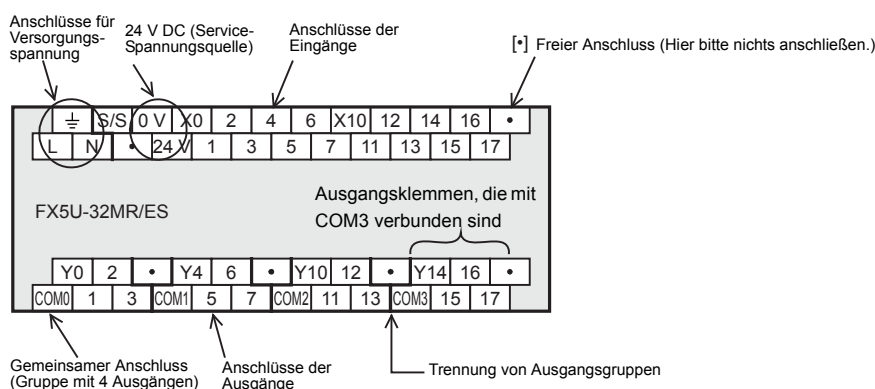 Anschlüsse für
Versorgungs-
spannung
24 V DC (Service-
Spannungsquelle)
Anschlüsse der
Eingänge
[•] Freier Anschluss (Hier bitte nichts anschließen.)
⏚ S/S 0 V X0 2 4 6 X10 12 14 16 •
L N • 24 V 1 3 5 7 11 13 15 17
FX5U-32MR/ES
Ausgangsklemmen, die mit
COM3 verbunden sind
Y0 2 • Y4 6 • Y10 12 • Y14 16 •
COM0 1 3 COM1 5 7 COM2 11 13 COM3 15 17
Gemeinsamer Anschluss
(Gruppe mit 4 Ausgängen)
Anschlüsse der
Ausgänge
Trennung von Ausgangsgruppen